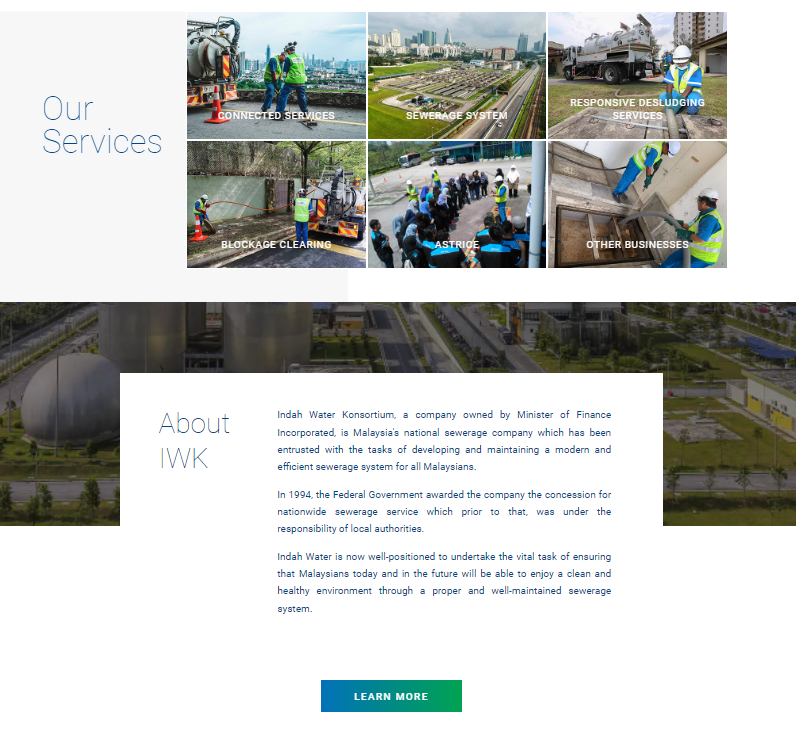 Our
Services
CONNECTED SERVICES
SEWERAGE SYSTEM
RESPONSIVE DESLUDGING
SERVICES
BLOCKAGE CLEARING
ASTRICE
OTHER BUSINESSES
About
IWK
Indah Water Konsortium, a company owned by Minister of Finance
Incorporated, is Malaysia's national sewerage company which has been
entrusted with the tasks of developing and maintaining a modern and
efficient sewerage system for all Malaysians.
In 1994, the Federal Government awarded the company the concession for
nationwide sewerage service which prior to that, was under the
responsibility of local authorities.
Indah Water is now well-positioned to undertake the vital task of ensuring
that Malaysians today and in the future will be able to enjoy a clean and
healthy environment through a proper and well-maintained sewerage
system.
LEARN MORE